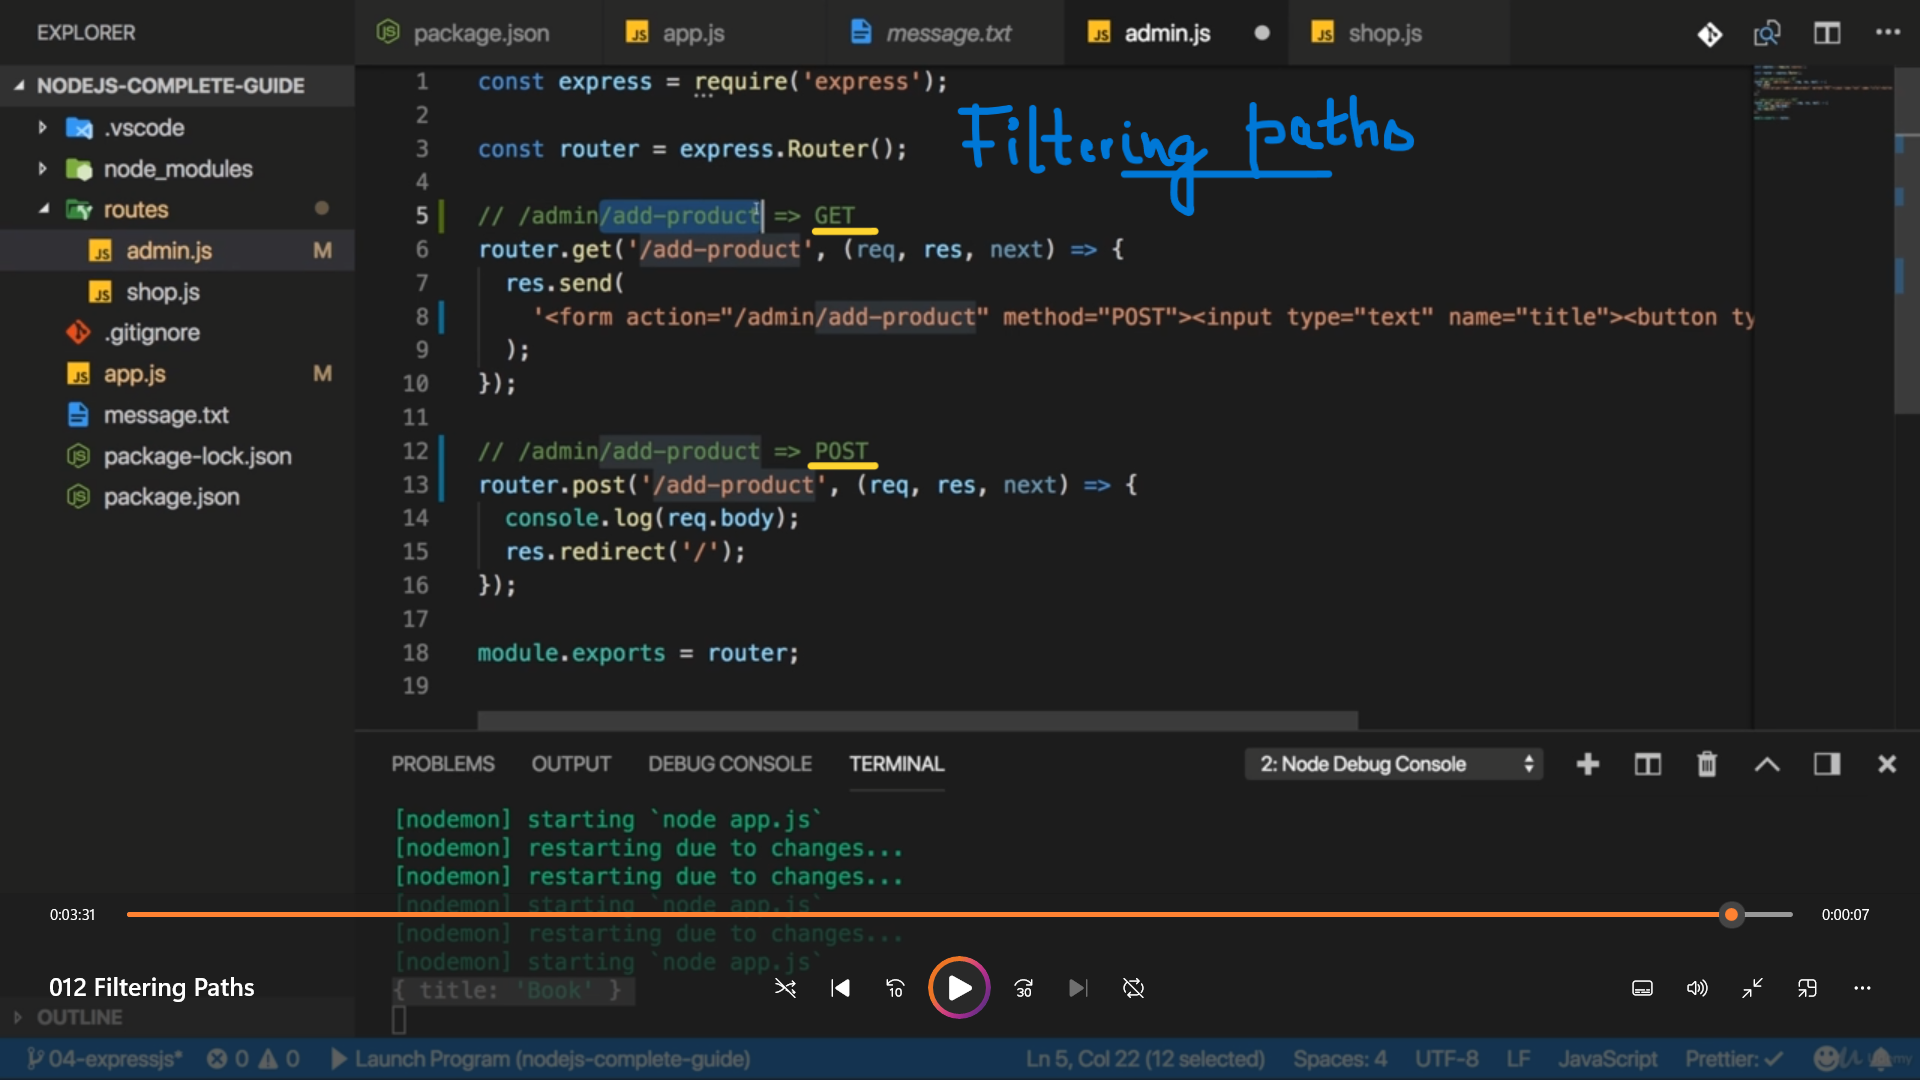 EXPLORER
package.json
app.js
message.txt
admin.js
shop.js
NODEJS-COMPLETE-GUIDE
.vscode
node_modules
routes
admin.js M
shop.js
.gitignore
app.js M
message.txt
package-lock.json
package.json
OUTLINE
Filtering paths
1 const express = require('express');
2
3 const router = express.Router();
4
5 // /admin/add-product => GET
6 router.get('/add-product', (req, res, next) => {
7 res.send(
8 '<form action="/admin/add-product" method="POST"><input type="text" name="title"><button ty
9 );
10 });
11
12 // /admin/add-product => POST
13 router.post('/add-product', (req, res, next) => {
14 console.log(req.body);
15 res.redirect('/');
16 });
17
18 module.exports = router;
19
PROBLEMS OUTPUT DEBUG CONSOLE TERMINAL
2: Node Debug Console
[nodemon] starting `node app.js`
[nodemon] restarting due to changes...
[nodemon] restarting due to changes...
[nodemon] starting `node app.js`
[nodemon] restarting due to changes...
[nodemon] starting `node app.js`
{ title: 'Book' }
0:03:31
0:00:07
012 Filtering Paths
10
30
04-expressjs* 0 0 Launch Program (nodejs-complete-guide)
Ln 5, Col 22 (12 selected) Spaces: 4 UTF-8 LF JavaScript Prettier: ✓